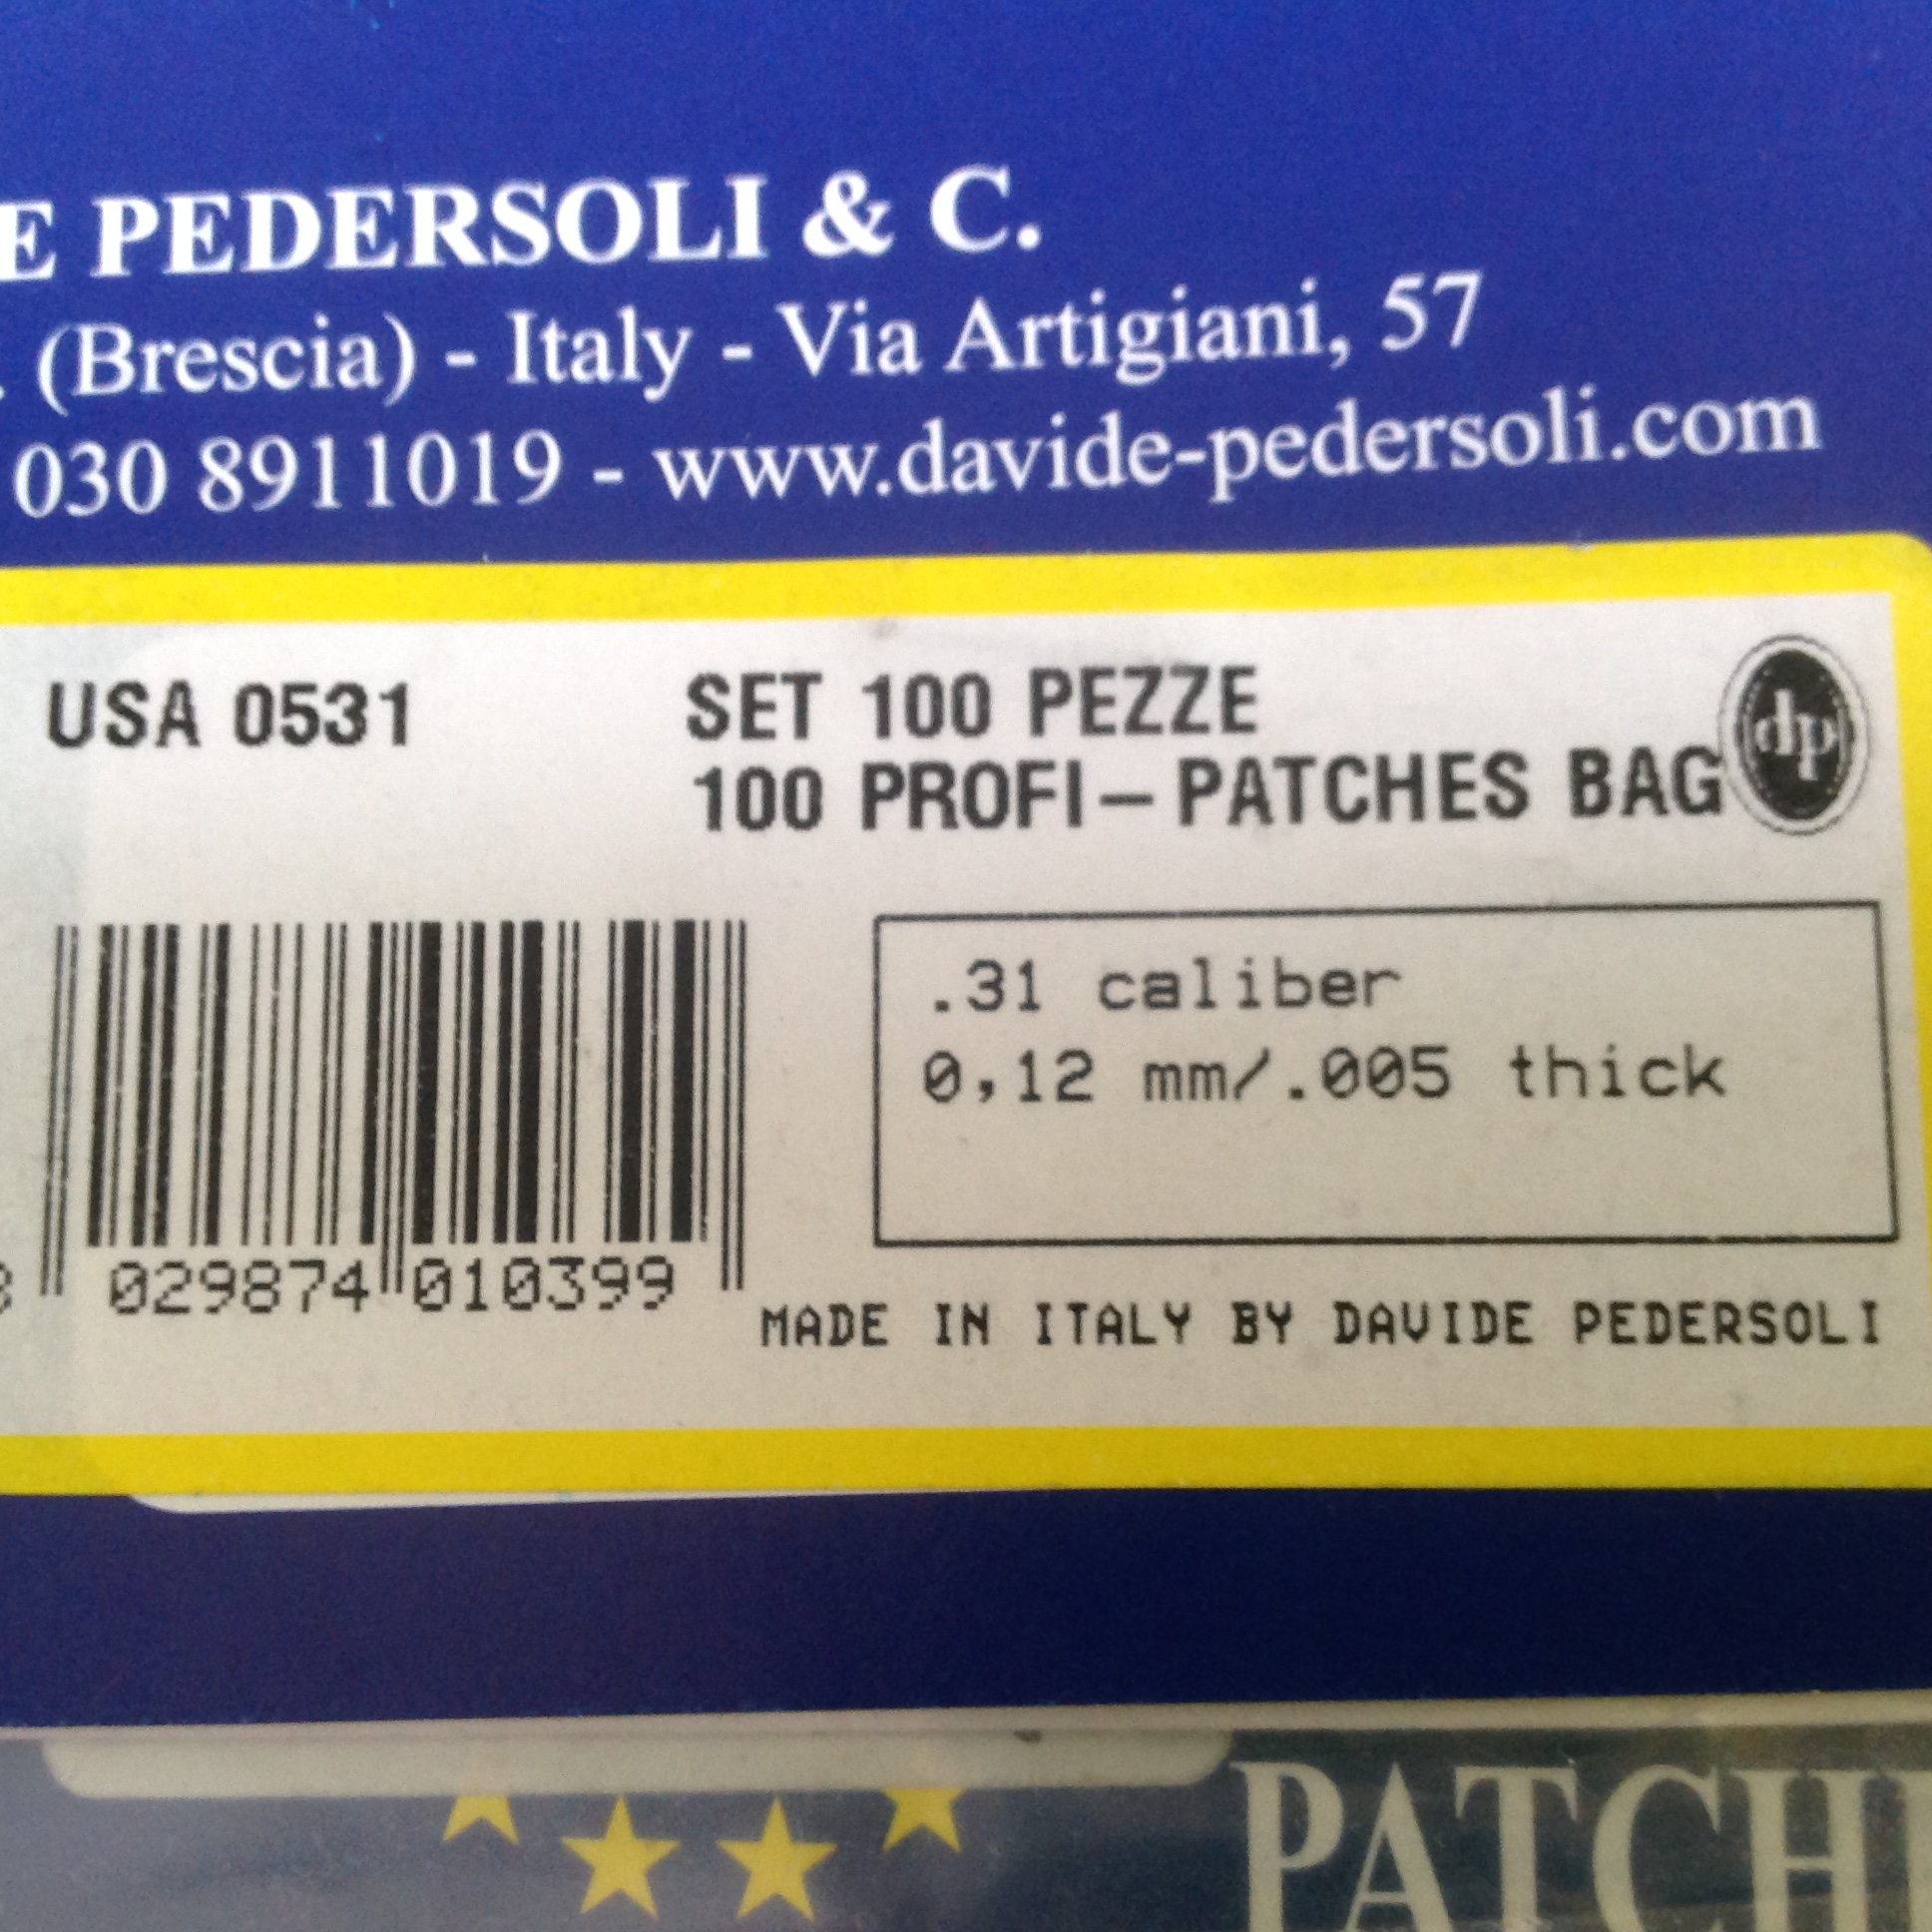 E PEDERSOLI & C.
. (Brescia) - Italy - Via Artigiani, 57
030 8911019 - www.davide-pedersoli.com
USA 0531
SET 100 PEZZE
100 PROFI-PATCHES BAG
dp
.31 caliber
0,12 mm/.005 thick
029874 010399
MADE IN ITALY BY DAVIDE PEDERSOLI
PATCH